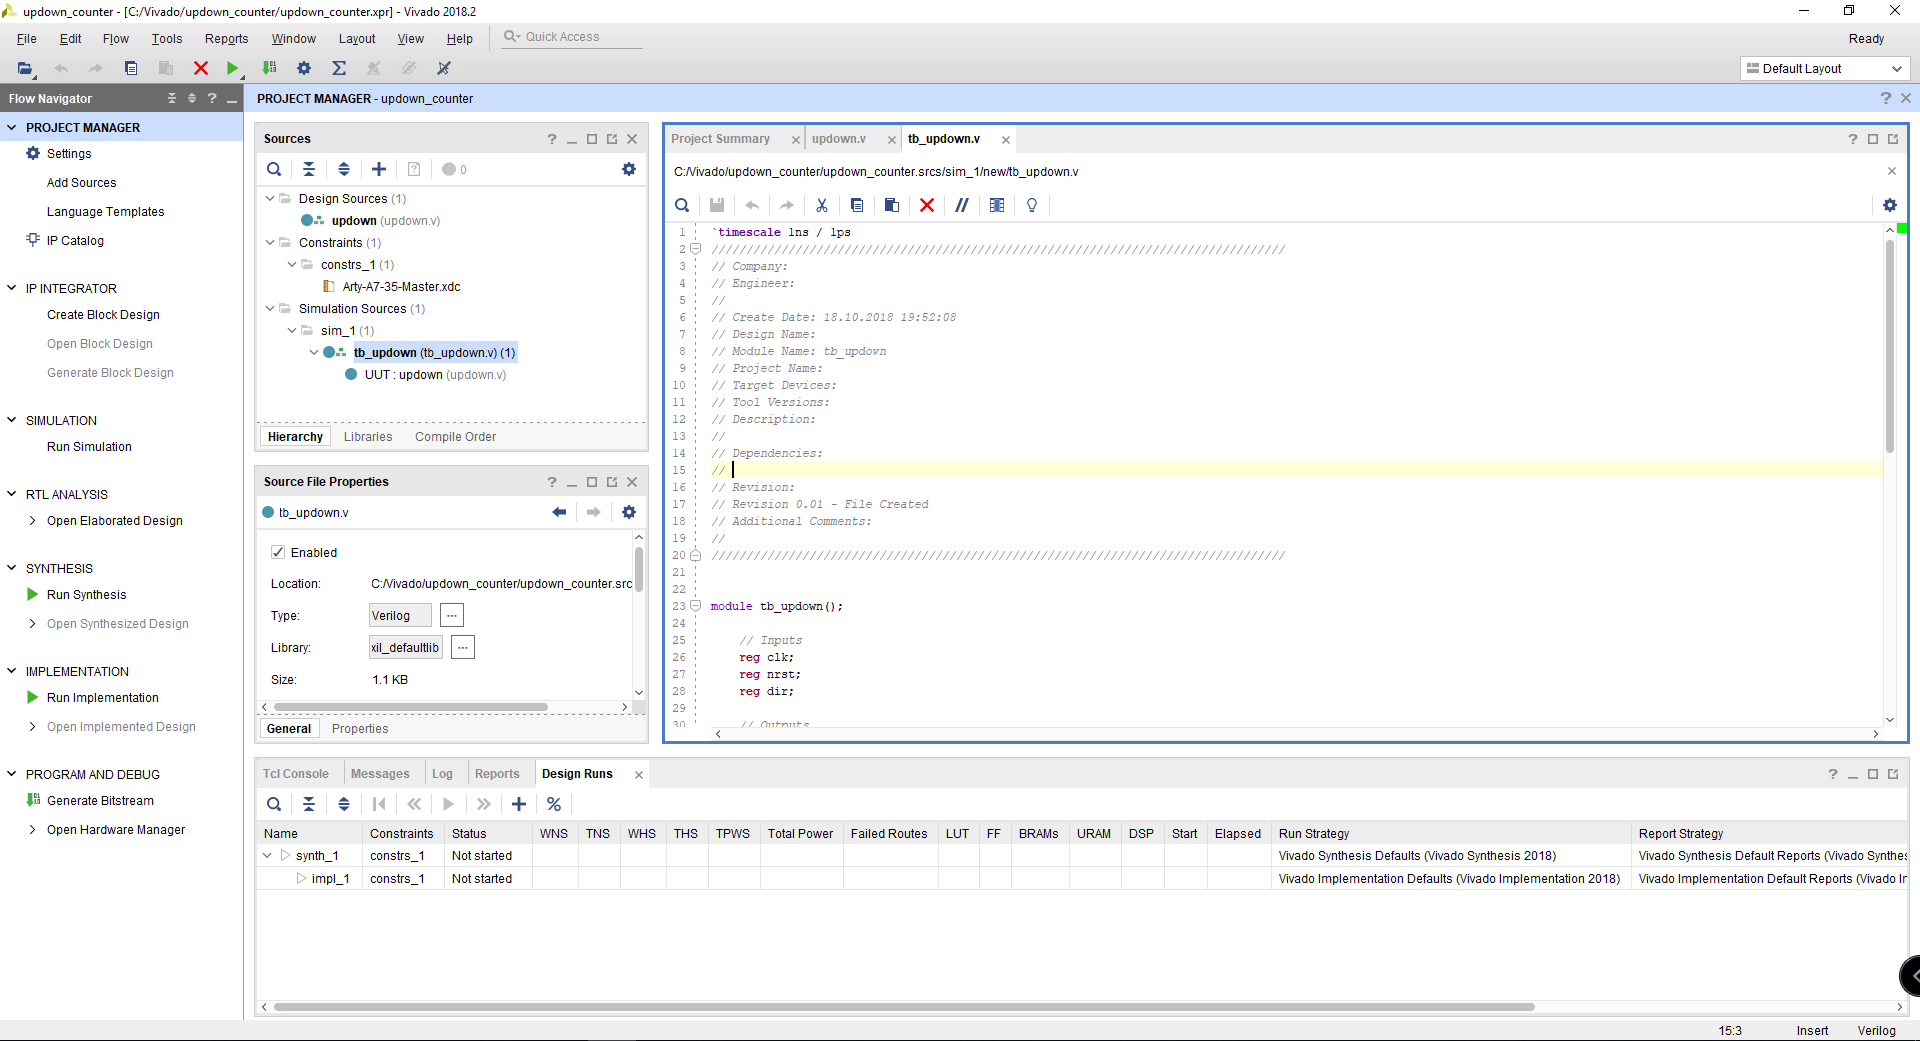 updown_counter - [C:/Vivado/updown_counter/updown_counter.xpr] - Vivado 2018.2
File Edit Flow Tools Reports Window Layout View Help Quick Access Ready
Default Layout
Flow Navigator
PROJECT MANAGER
Settings
Add Sources
Language Templates
IP Catalog
IP INTEGRATOR
Create Block Design
Open Block Design
Generate Block Design
SIMULATION
Run Simulation
RTL ANALYSIS
Open Elaborated Design
SYNTHESIS
Run Synthesis
Open Synthesized Design
IMPLEMENTATION
Run Implementation
Open Implemented Design
PROGRAM AND DEBUG
Generate Bitstream
Open Hardware Manager
PROJECT MANAGER - updown_counter
Sources
0
Design Sources (1)
updown (updown.v)
Constraints (1)
constrs_1 (1)
Arty-A7-35-Master.xdc
Simulation Sources (1)
sim_1 (1)
tb_updown (tb_updown.v) (1)
UUT : updown (updown.v)
Hierarchy Libraries Compile Order
Source File Properties
tb_updown.v
Enabled
Location: C:/Vivado/updown_counter/updown_counter.src
Type: Verilog ...
Library: xil_defaultlib ...
Size: 1.1 KB
General Properties
Project Summary updown.v tb_updown.v
C:/Vivado/updown_counter/updown_counter.srcs/sim_1/new/tb_updown.v
1 `timescale 1ns / 1ps
2 //////////////////////////////////////////////////////////////////////////////////
3 // Company:
4 // Engineer:
5 //
6 // Create Date: 18.10.2018 19:52:08
7 // Design Name:
8 // Module Name: tb_updown
9 // Project Name:
10 // Target Devices:
11 // Tool Versions:
12 // Description:
13 //
14 // Dependencies:
15 //
16 // Revision:
17 // Revision 0.01 - File Created
18 // Additional Comments:
19 //
20 //////////////////////////////////////////////////////////////////////////////////
21
22
23 module tb_updown();
24
25 // Inputs
26 reg clk;
27 reg nrst;
28 reg dir;
29
30 // Outputs
Tcl Console Messages Log Reports Design Runs
Name Constraints Status WNS TNS WHS THS TPWS Total Power Failed Routes LUT FF BRAMs URAM DSP Start Elapsed Run Strategy Report Strategy
synth_1 constrs_1 Not started Vivado Synthesis Defaults (Vivado Synthesis 2018) Vivado Synthesis Default Reports (Vivado Synthes
impl_1 constrs_1 Not started Vivado Implementation Defaults (Vivado Implementation 2018) Vivado Implementation Default Reports (Vivado Ir
15:3 Insert Verilog